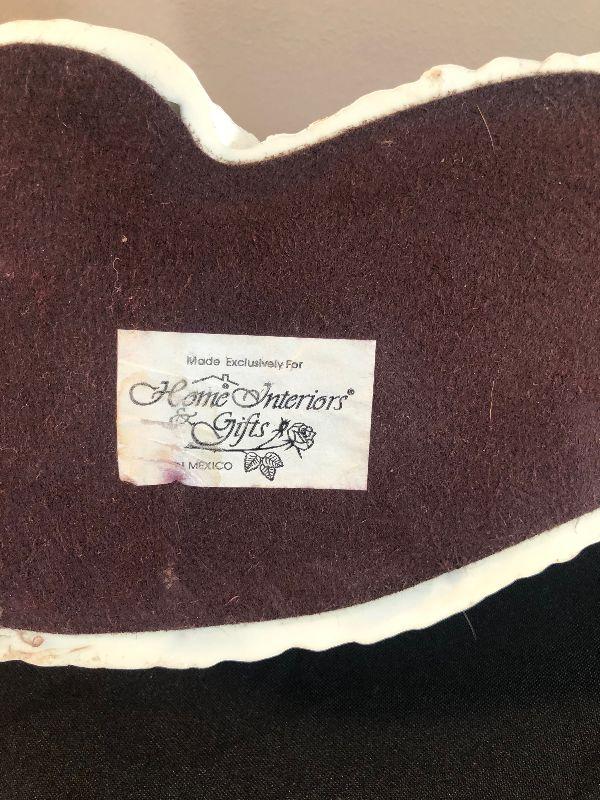 Made Exclusively For
Home Interiors®
& Gifts
MEXICO